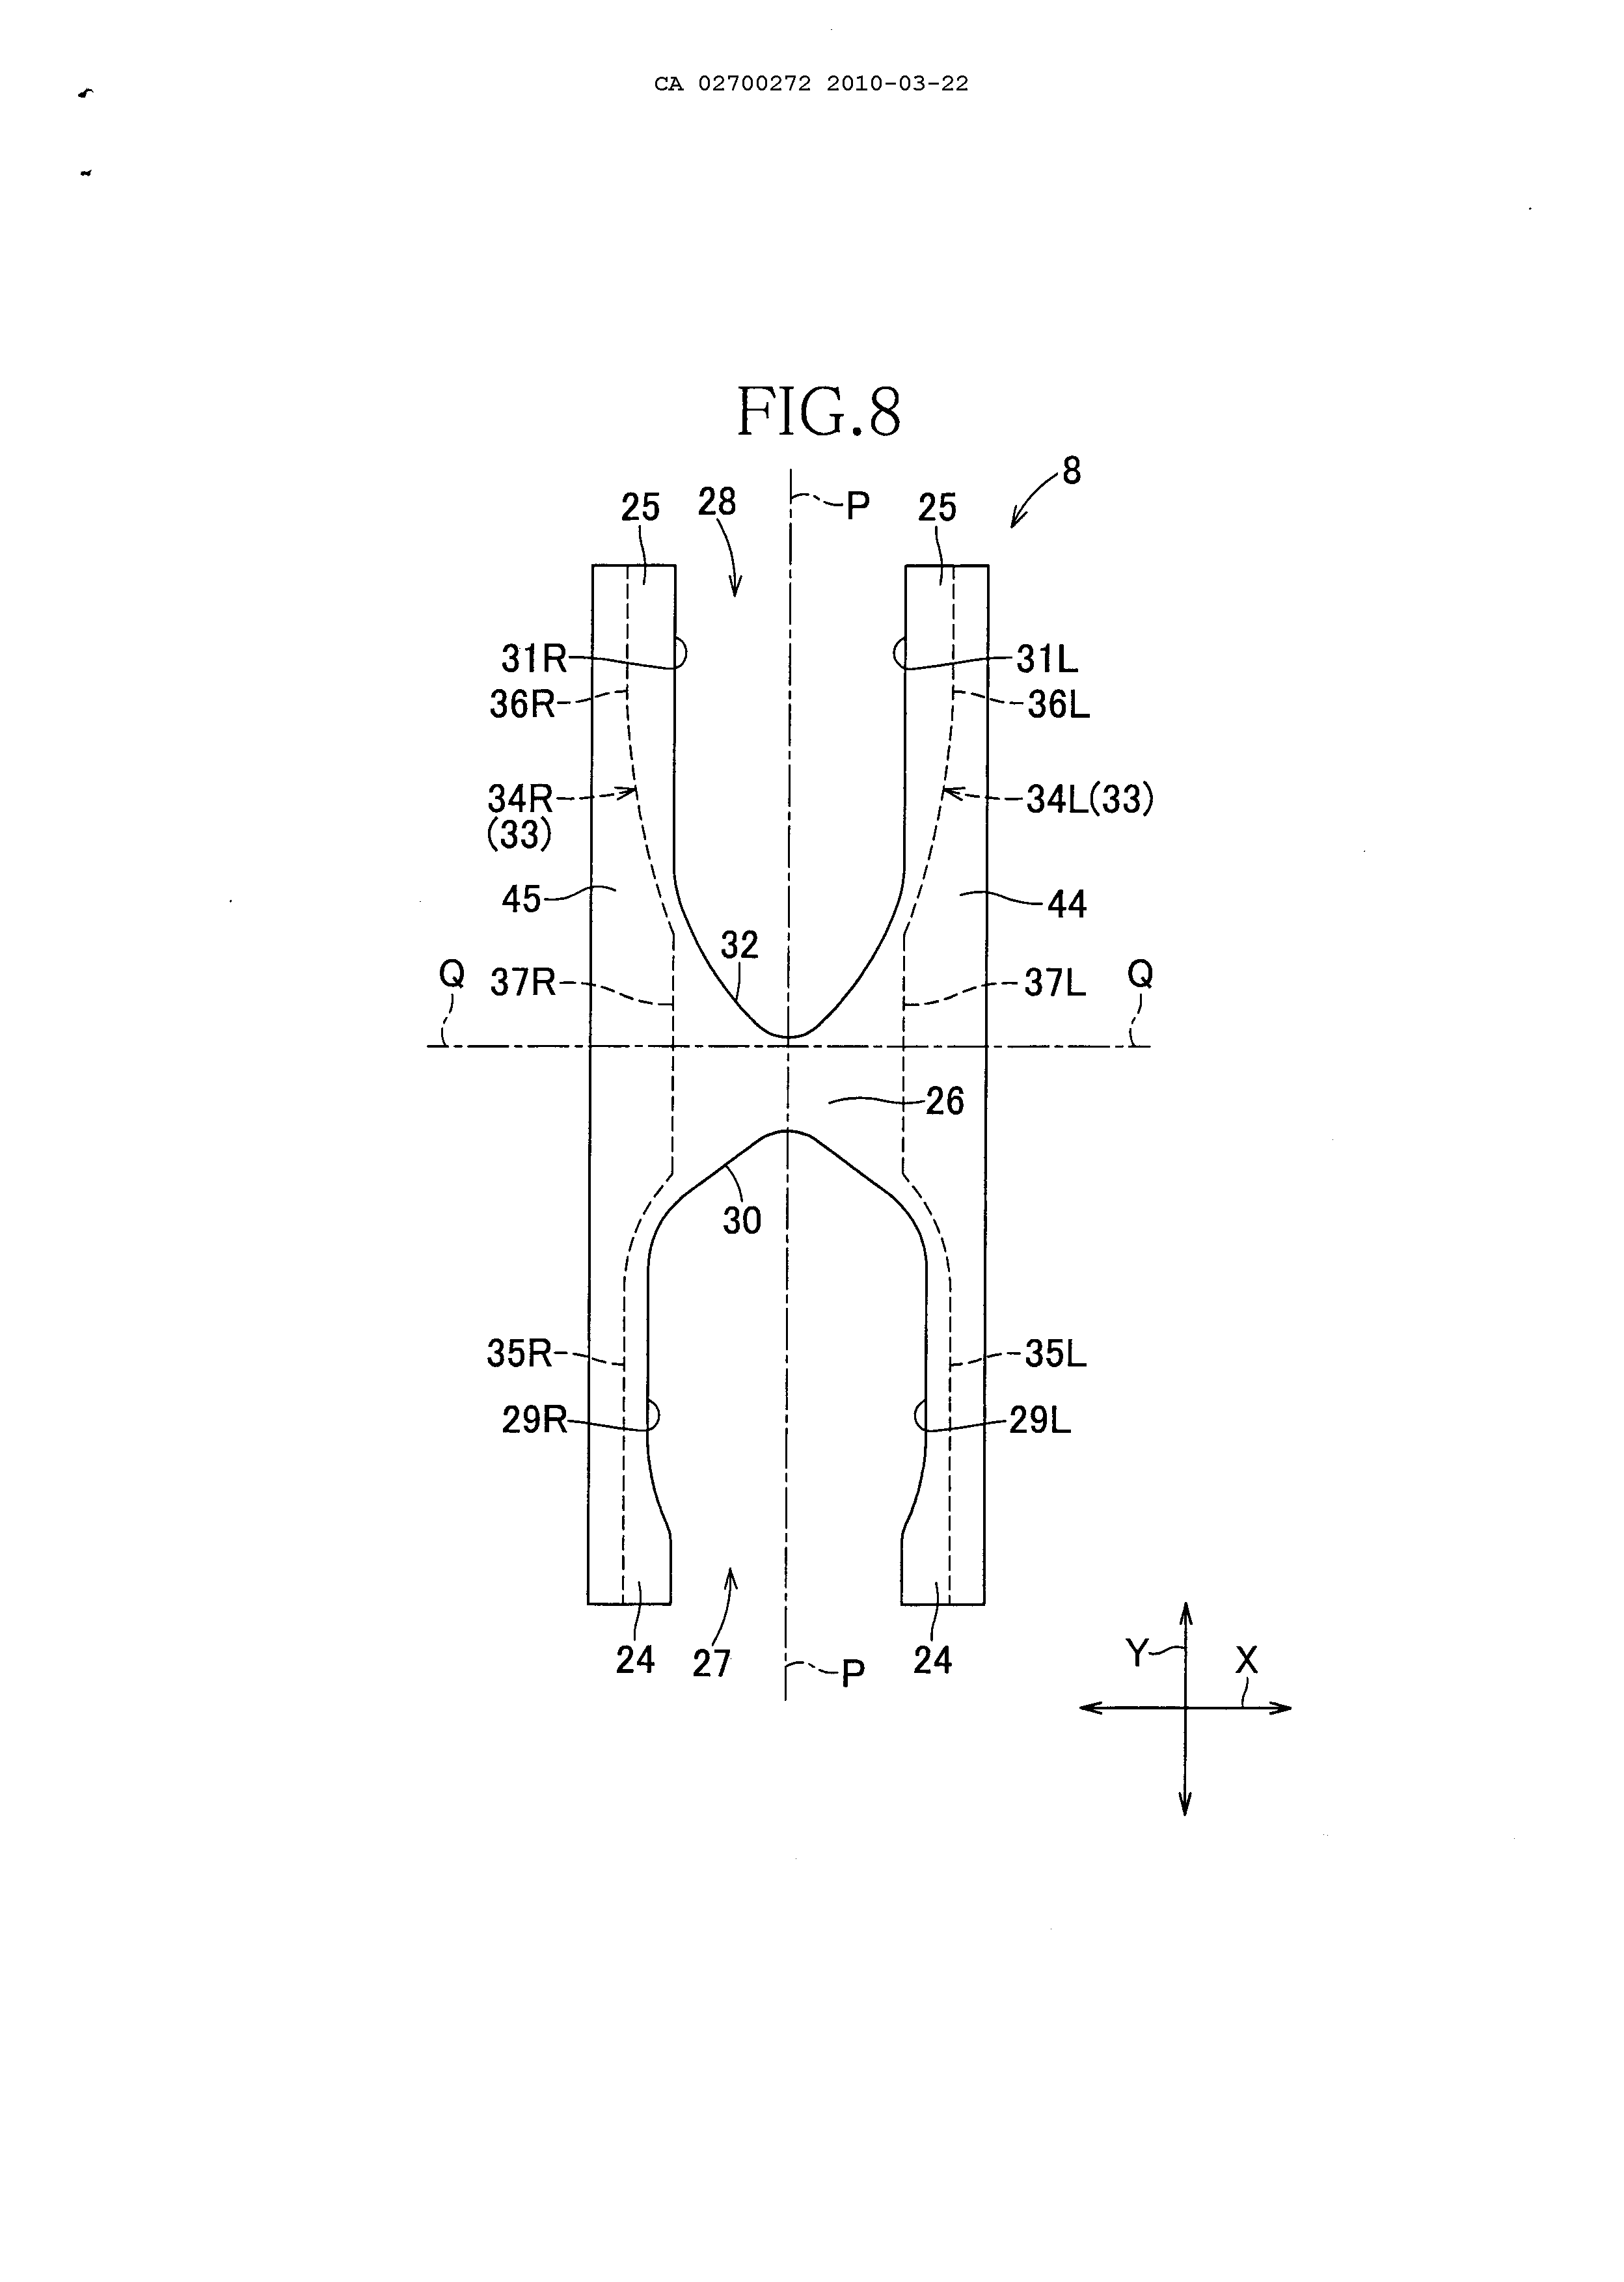 CA 02700272 2010-03-22
FIG.8
8
25 28 P 25
31R 31L
36R 36L
34R 34L(33)
(33)
45 44
32
Q 37R 37L Q
26
30
35R 35L
29R 29L
24 27 P 24
Y X